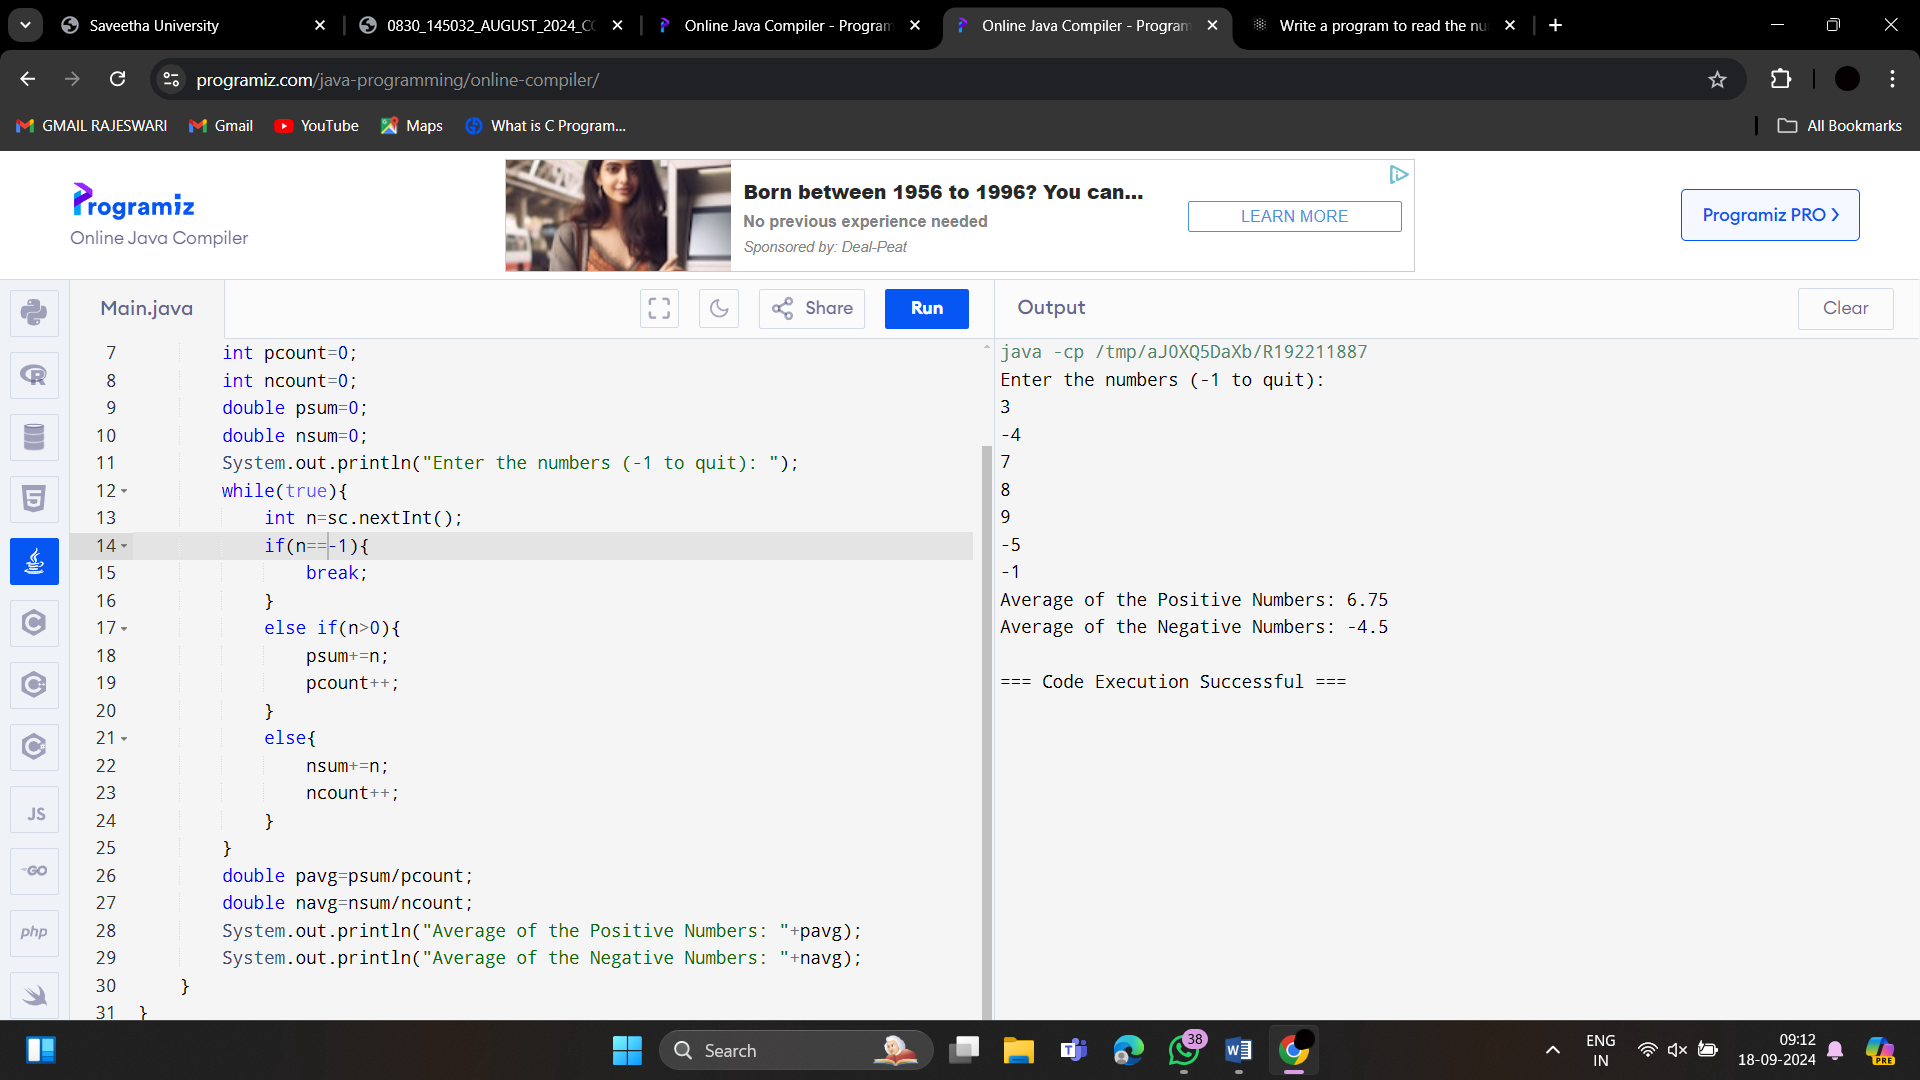 Saveetha University
0830_145032_AUGUST_2024_CO
Online Java Compiler - Program
Online Java Compiler - Program
Write a program to read the nu
programiz.com/java-programming/online-compiler/
GMAIL RAJESWARI
Gmail
YouTube
Maps
What is C Program...
All Bookmarks
Programiz
Online Java Compiler
Born between 1956 to 1996? You can...
No previous experience needed
Sponsored by: Deal-Peat
LEARN MORE
Programiz PRO >
Main.java
Share
Run
Output
Clear
7 int pcount=0;
8 int ncount=0;
9 double psum=0;
10 double nsum=0;
11 System.out.println("Enter the numbers (-1 to quit): ");
12 while(true){
13 int n=sc.nextInt();
14 if(n==-1){
15 break;
16 }
17 else if(n>0){
18 psum+=n;
19 pcount++;
20 }
21 else{
22 nsum+=n;
23 ncount++;
24 }
25 }
26 double pavg=psum/pcount;
27 double navg=nsum/ncount;
28 System.out.println("Average of the Positive Numbers: "+pavg);
29 System.out.println("Average of the Negative Numbers: "+navg);
30 }
31 }
java -cp /tmp/aJ0XQ5DaXb/R192211887
Enter the numbers (-1 to quit):
3
-4
7
8
9
-5
-1
Average of the Positive Numbers: 6.75
Average of the Negative Numbers: -4.5
=== Code Execution Successful ===
R
5
C
C
C
JS
GO
php
Search
T
38
W
ENG
IN
09:12
18-09-2024
PRE